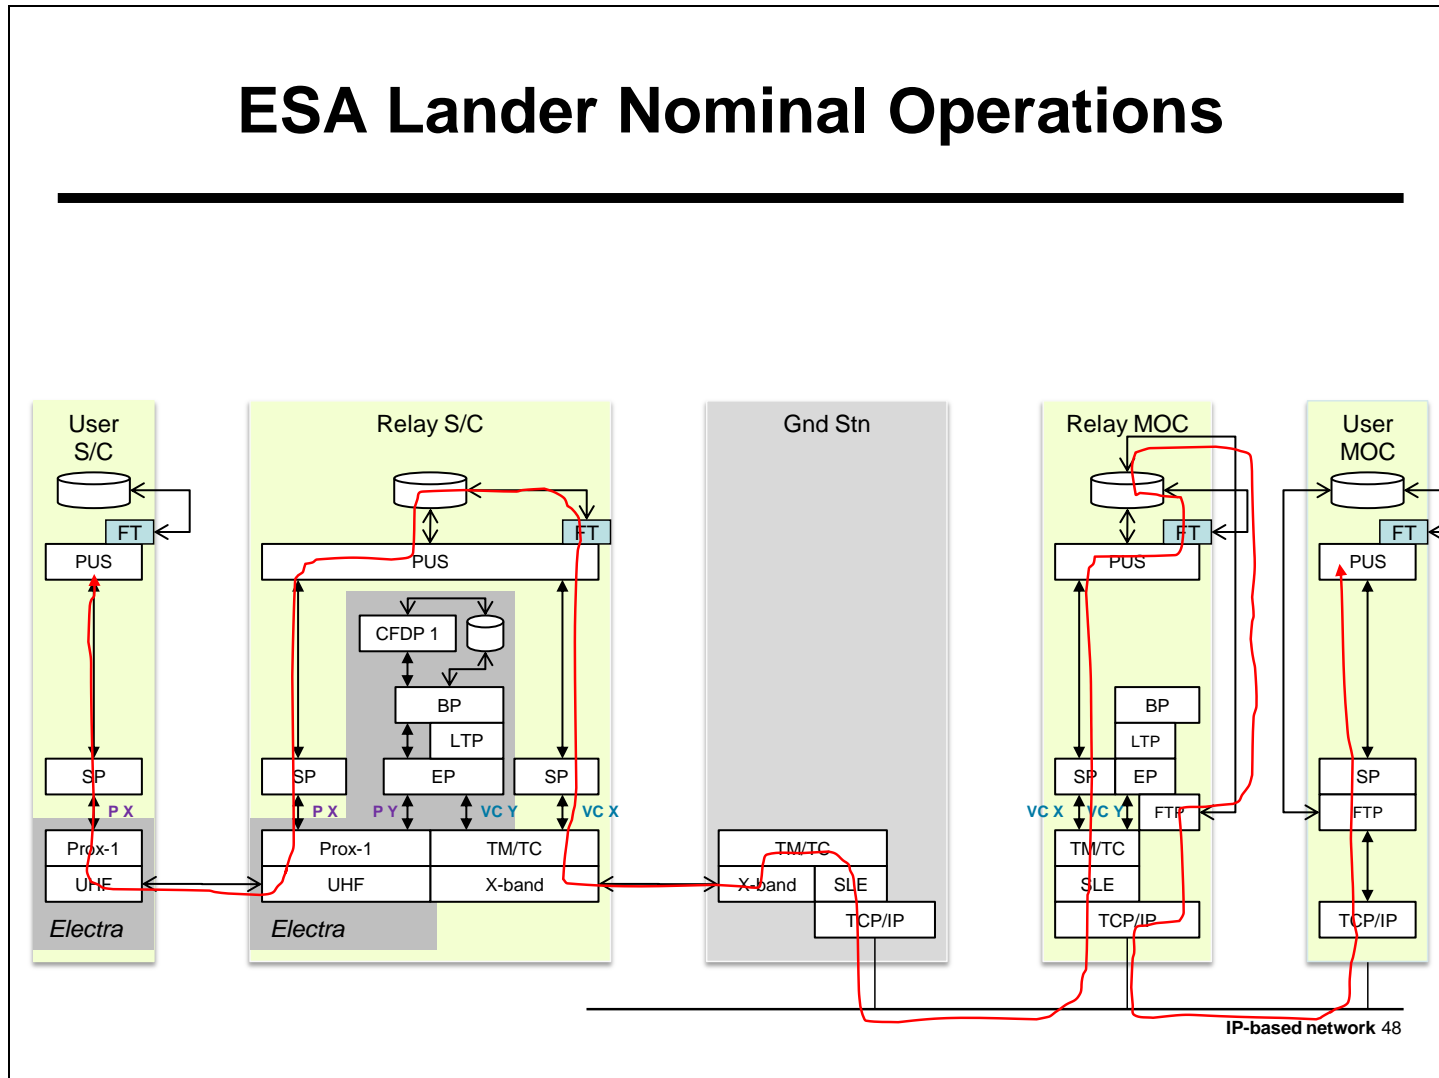 ESA Lander Nominal Operations
User
S/C
FT
PUS
SP
P X
Prox-1
UHF
Electra
Relay S/C
FT
PUS
CFDP 1
BP
LTP
SP
EP
SP
P X
P Y
VC Y
VC X
Prox-1
TM/TC
UHF
X-band
Electra
Gnd Stn
TM/TC
X-band
SLE
TCP/IP
Relay MOC
FT
PUS
BP
LTP
SP
EP
VC X
VC Y
FTP
TM/TC
SLE
TCP/IP
User
MOC
FT
PUS
SP
FTP
TCP/IP
IP-based network 48